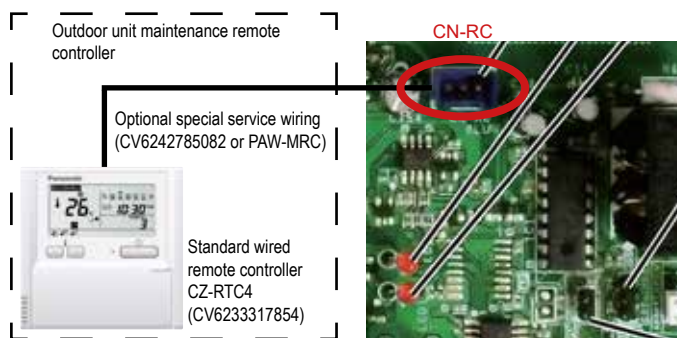 Outdoor unit maintenance remote
controller
CN-RC
Optional special service wiring
(CV6242785082 or PAW-MRC)
Panasonic
26
10:30
3
Standard wired
remote controller
CZ-RTC4
(CV6233317854)